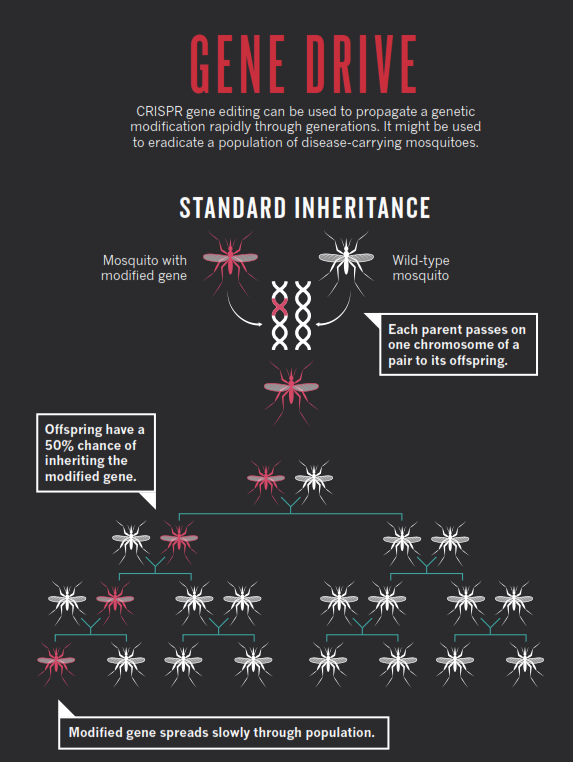 GENE DRIVE
CRISPR gene editing can be used to propagate a genetic
modification rapidly through generations. It might be used
to eradicate a population of disease-carrying mosquitoes.
STANDARD INHERITANCE
Mosquito with
modified gene
Wild-type
mosquito
Each parent passes on
one chromosome of a
pair to its offspring.
Offspring have a
50% chance of
inheriting the
modified gene.
Modified gene spreads slowly through population.